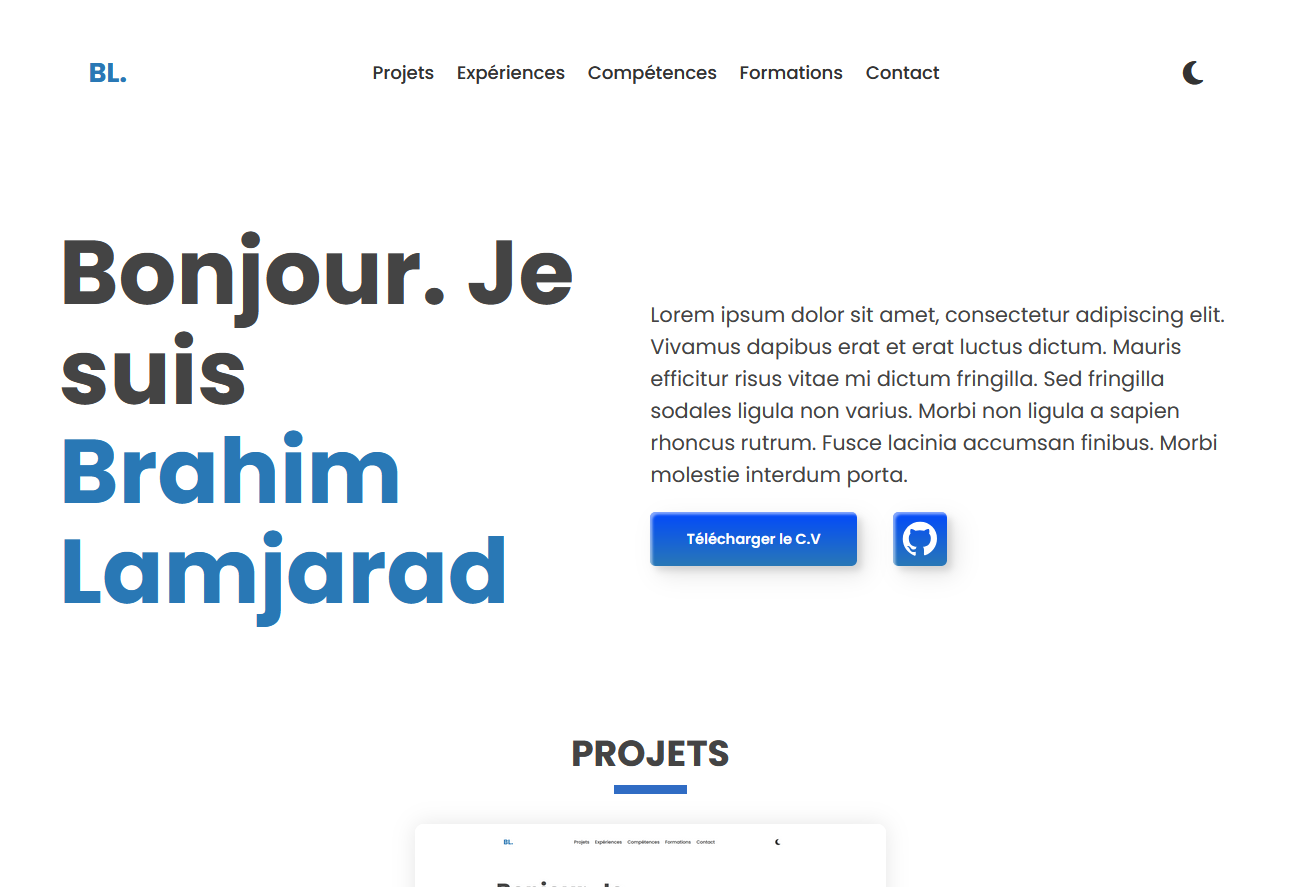 BL.
Projets Expériences Compétences Formations Contact
Bonjour. Je
suis
Brahim
Lamjarad
Lorem ipsum dolor sit amet, consectetur adipiscing elit.
Vivamus dapibus erat et erat luctus dictum. Mauris
efficitur risus vitae mi dictum fringilla. Sed fringilla
sodales ligula non varius. Morbi non ligula a sapien
rhoncus rutrum. Fusce lacinia accumsan finibus. Morbi
molestie interdum porta.
Télécharger le C.V
PROJETS
BL.
Projets Expériences Compétences Formations Contact
Bonjour. Je